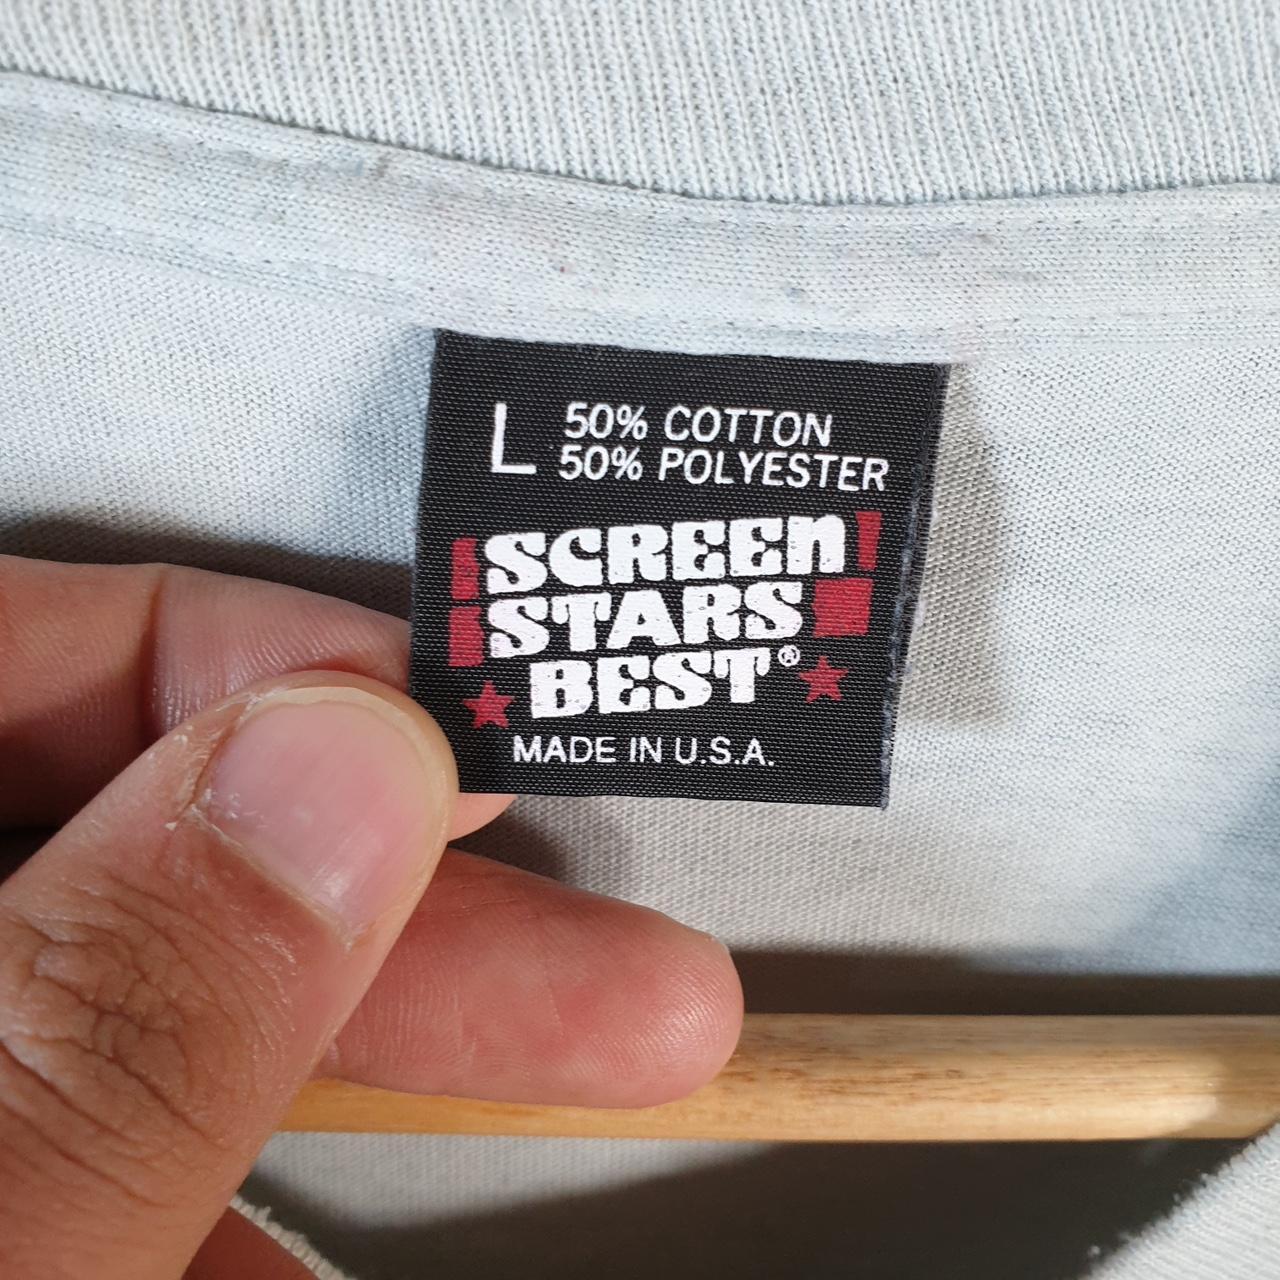 L 50% COTTON
50% POLYESTER
SCREEn
STARS
BEST®
MADE IN U.S.A.